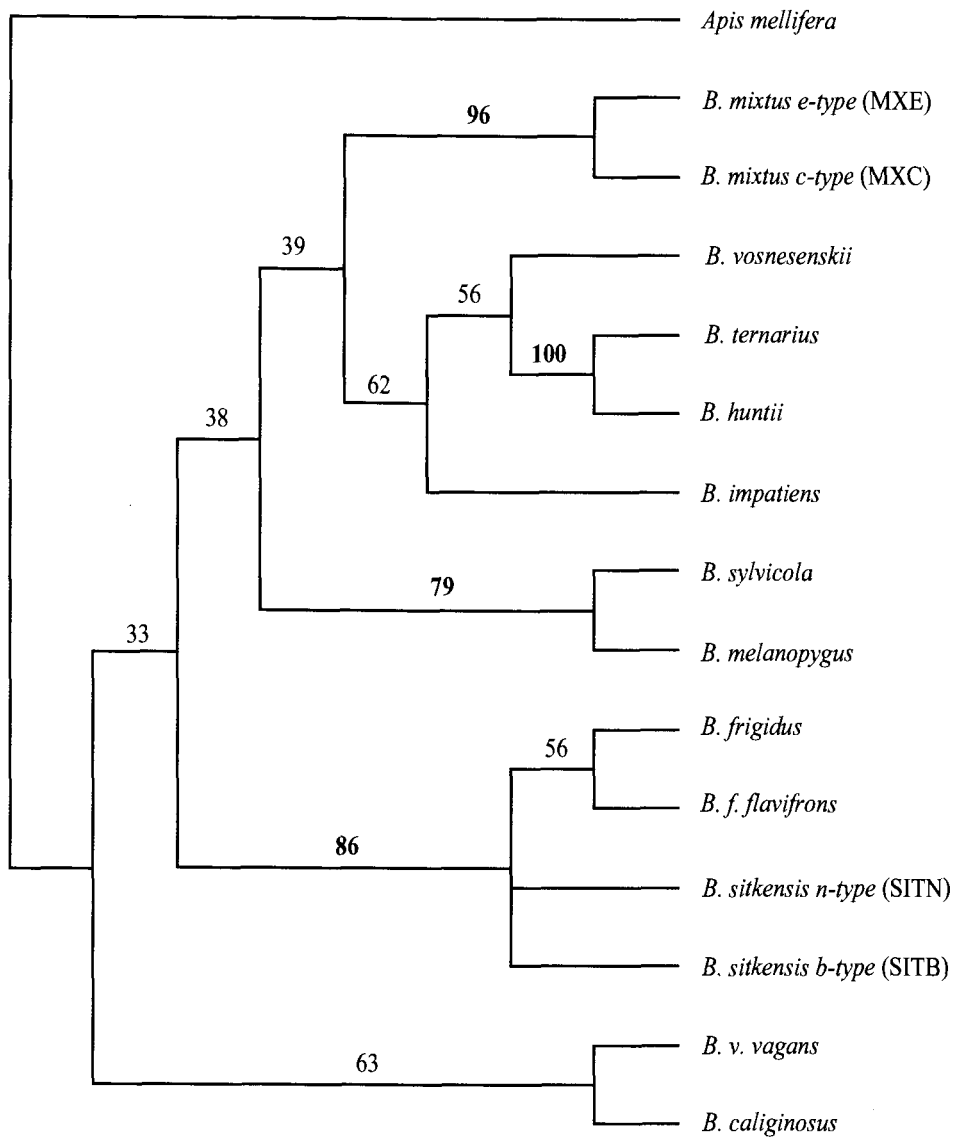 Apis mellifera
B. mixtus e-type (MXE)
96
B. mixtus c-type (MXC)
39
B. vosnesenskii
56
B. ternarius
100
62
B. huntii
38
B. impatiens
B. sylvicola
79
33
B. melanopygus
B. frigidus
56
B. f. flavifrons
86
B. sitkensis n-type (SITN)
B. sitkensis b-type (SITB)
B. v. vagans
63
B. caliginosus